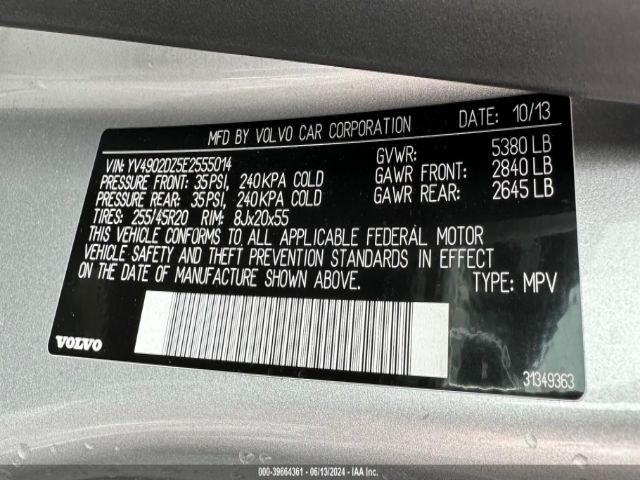 MFD BY VOLVO CAR CORPORATION DATE: 10/13
VIN: YV4902DZ5E2555014 GVWR: 5380 LB
PRESSURE FRONT: 35PSI, 240KPA COLD GAWR FRONT: 2840 LB
PRESSURE REAR: 35PSI, 240KPA COLD GAWR REAR: 2645 LB
TIRES: 255/45R20 RIM: 8Jx20x55
THIS VEHICLE CONFORMS TO ALL APPLICABLE FEDERAL MOTOR
VEHICLE SAFETY AND THEFT PREVENTION STANDARDS IN EFFECT
ON THE DATE OF MANUFACTURE SHOWN ABOVE. TYPE: MPV
VOLVO
31349363
000-39664361 - 06/13/2024 - IAA Inc.